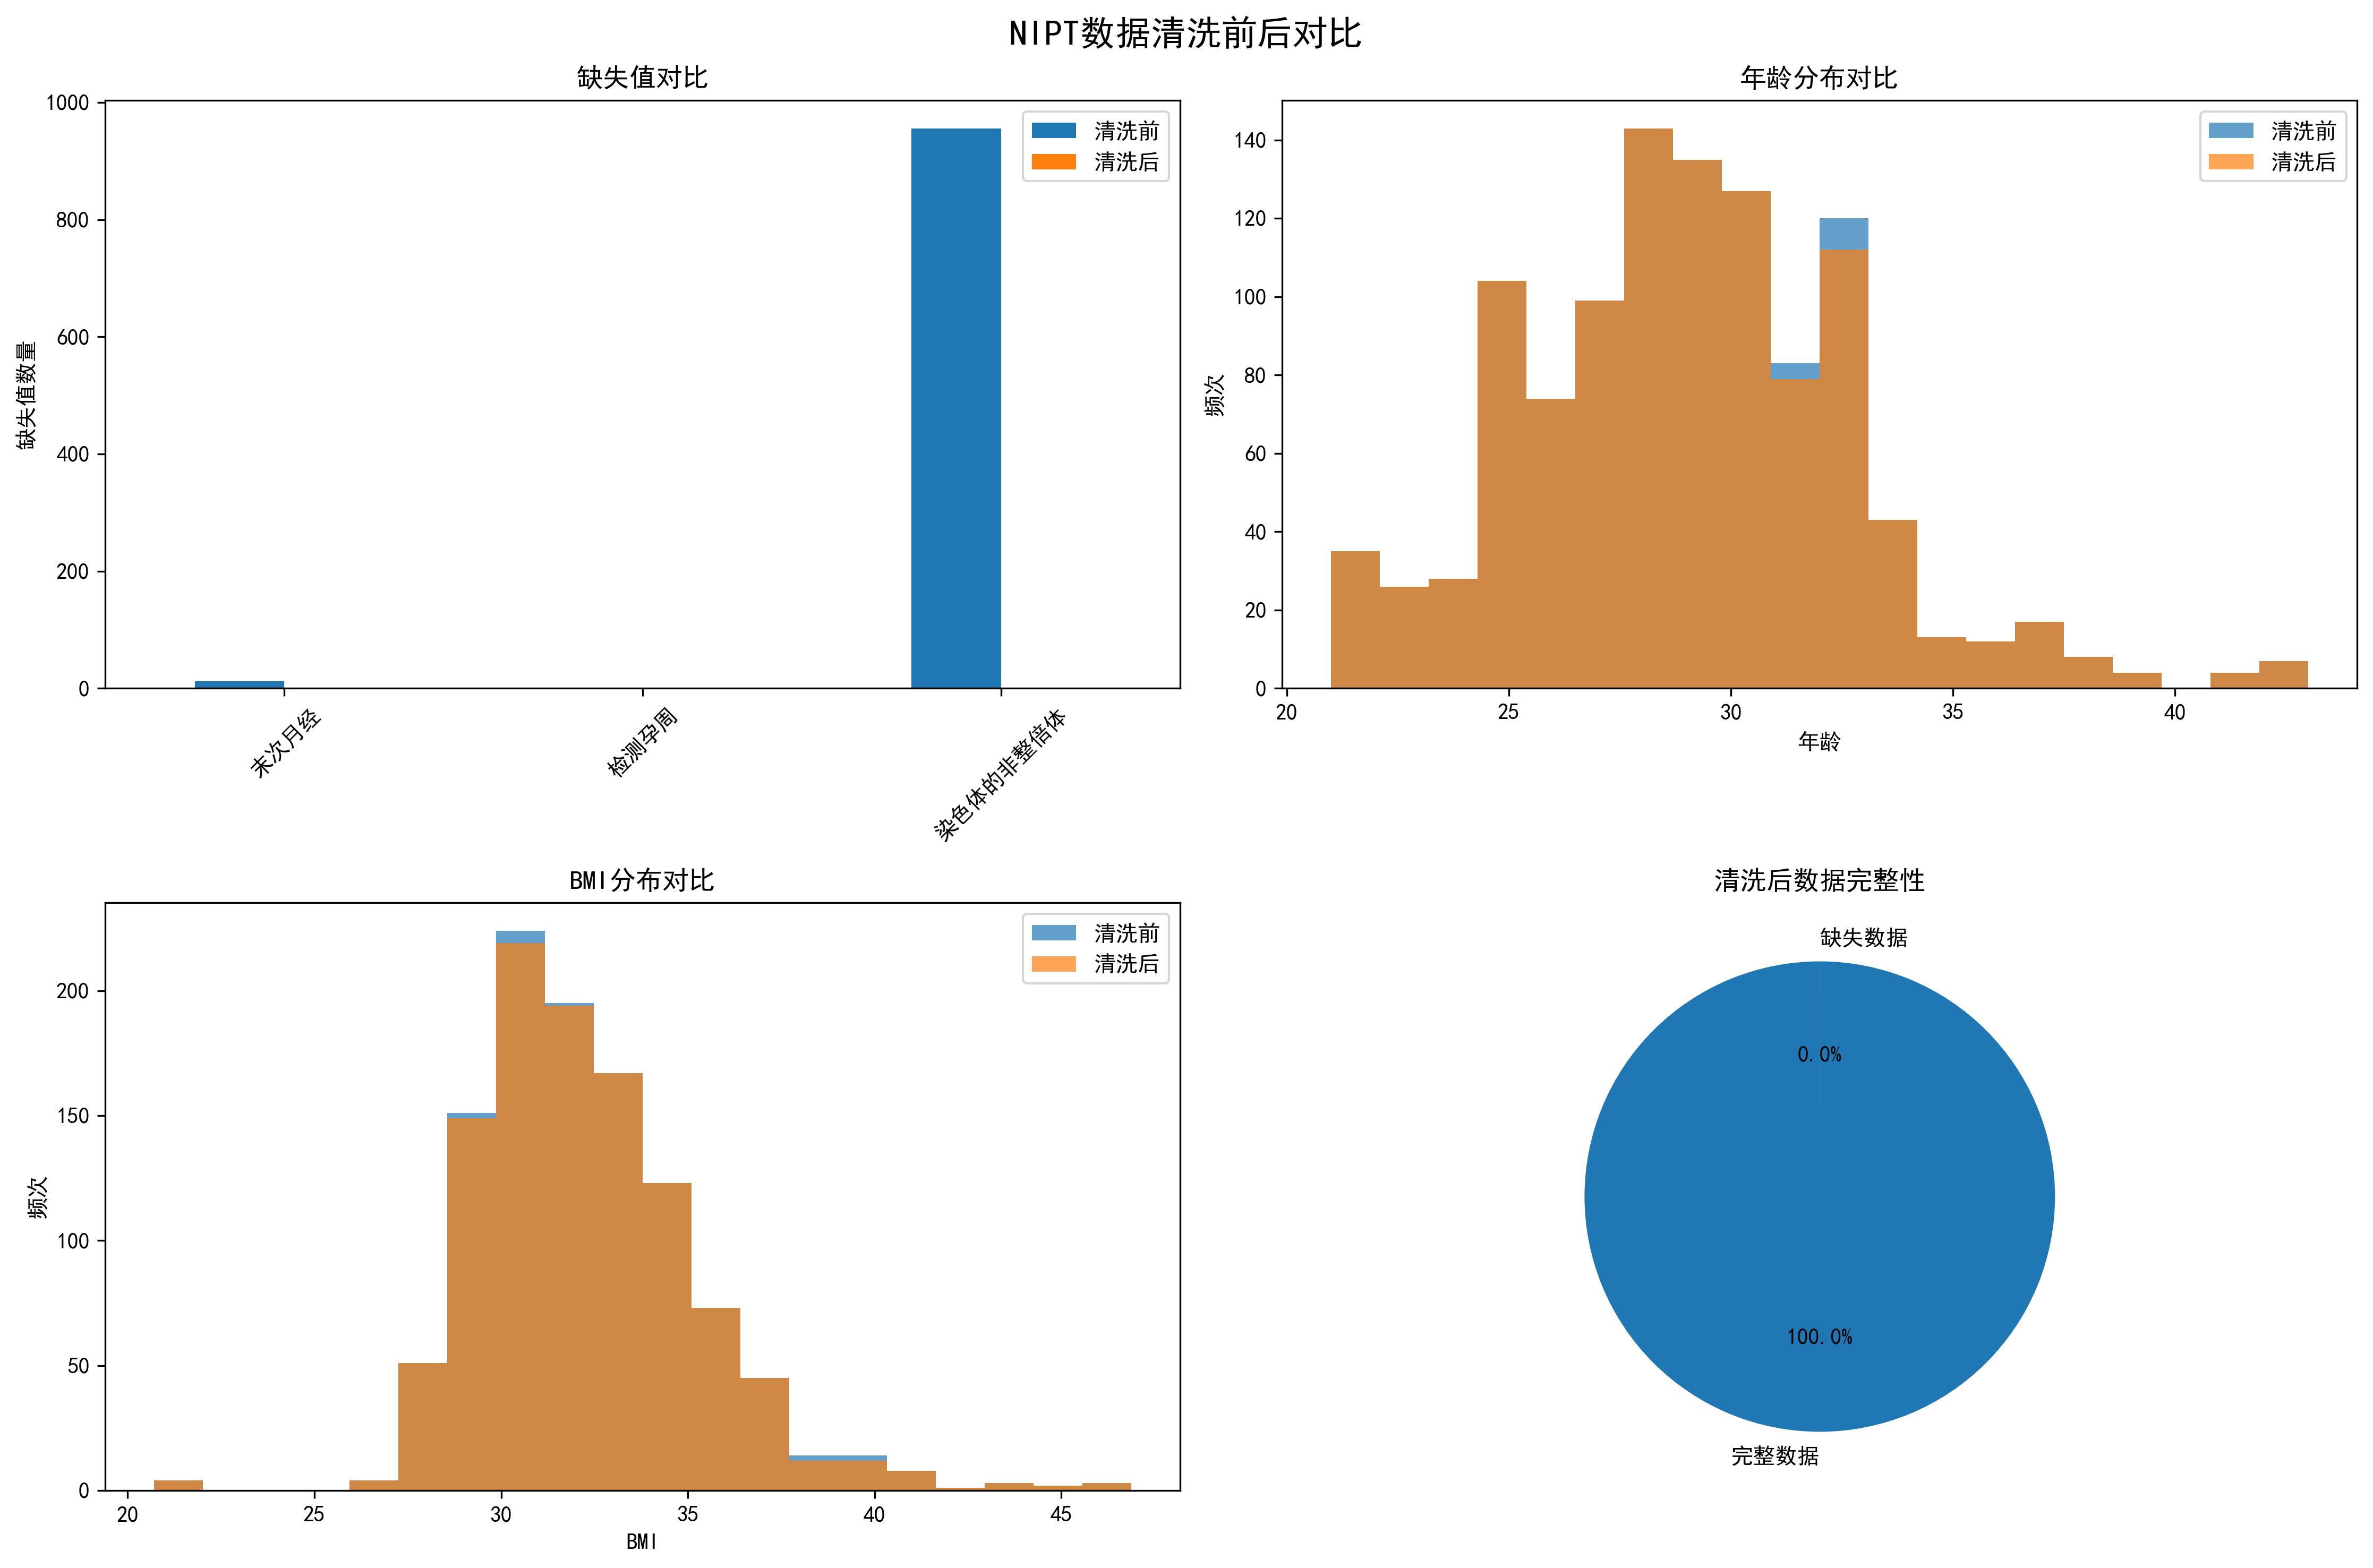 NIPT数据清洗前后对比
缺失值对比
1000
800
600
400
200
0
缺失值数量
清洗前
清洗后
末次月经
检测孕周
染色体的非整倍体
年龄分布对比
140
120
100
80
60
40
20
0
频次
清洗前
清洗后
20
25
30
35
40
年龄
BMI分布对比
200
150
100
50
0
频次
清洗前
清洗后
20
25
30
35
40
45
BMI
清洗后数据完整性
缺失数据
0.0%
100.0%
完整数据